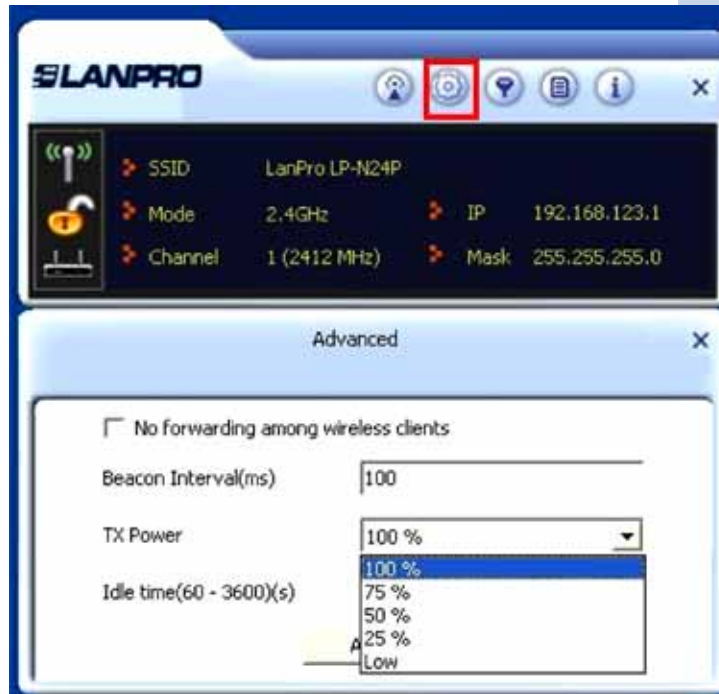 LANPRO
SSID LanPro LP-N24P
Mode 2.4GHz IP 192.168.123.1
Channel 1 (2412 MHz) Mask 255.255.255.0
Advanced
No forwarding among wireless clients
Beacon Interval(ms) 100
TX Power 100 %
100 %
Idle time(60 - 3600)(s) 75 %
50 %
25 %
Low